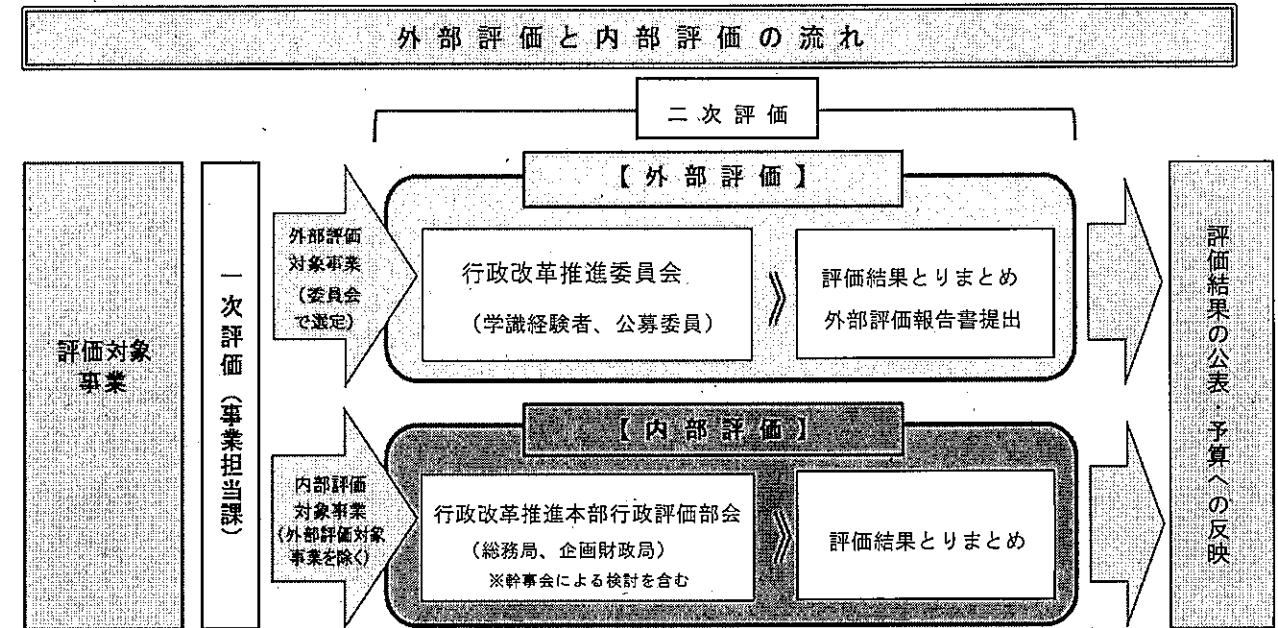 外部評価と内部評価の流れ
二次評価
【外部評価】
評価対象
事業
一次評価（事業担当課）
外部評価
対象事業
（委員会
で選定）
行政改革推進委員会
（学識経験者、公募委員）
》
評価結果とりまとめ
外部評価報告書提出
【内部評価】
内部評価
対象事業
（外部評価対象
事業を除く）
行政改革推進本部行政評価部会
（総務局、企画財政局）
※幹事会による検討を含む
》
評価結果とりまとめ
評価結果の公表・予算への反映